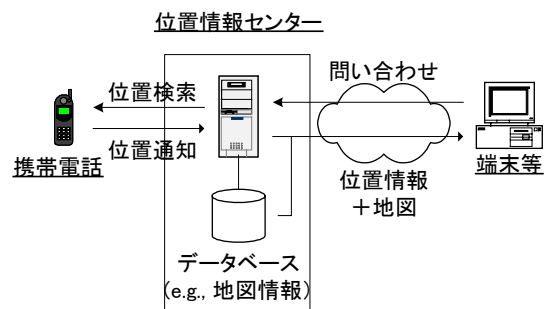 位置情報センター
位置検索
位置通知
携帯電話
問い合わせ
位置情報
＋地図
端末等
データベース
(e.g., 地図情報)